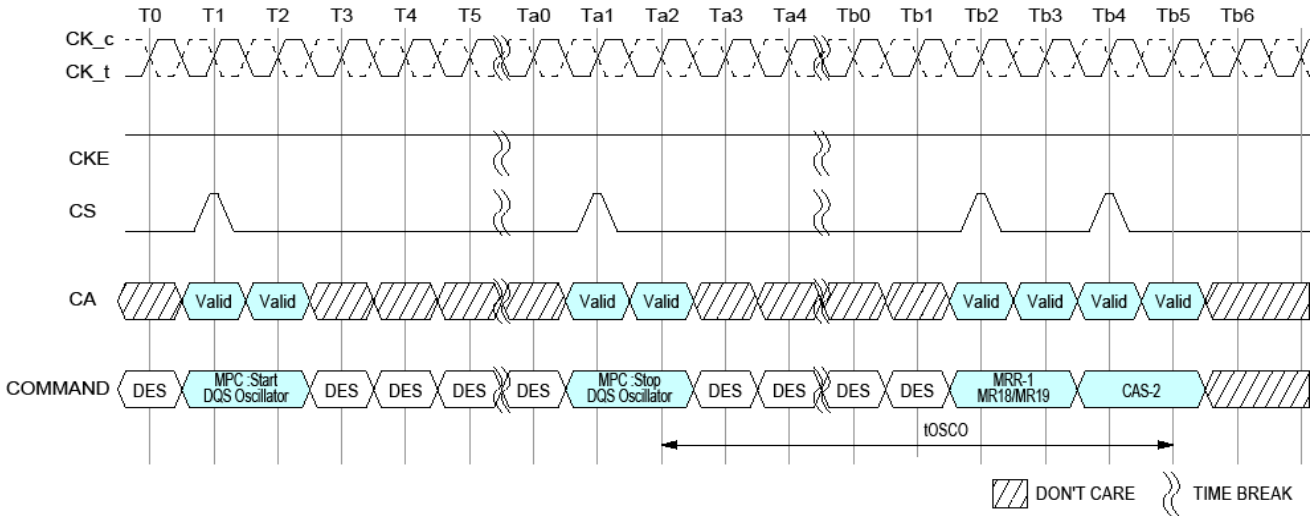 T0 T1 T2 T3 T4 T5 Ta0 Ta1 Ta2 Ta3 Ta4 Tb0 Tb1 Tb2 Tb3 Tb4 Tb5 Tb6
CK_c
CK_t
CKE
CS
CA Valid Valid Valid Valid Valid Valid Valid Valid
COMMAND DES MPC :Start DES DES DES DES MPC :Stop DES DES DES DES MRR-1 CAS-2
DQS Oscillator DQS Oscillator MR18/MR19
tOSCO
DON'T CARE TIME BREAK